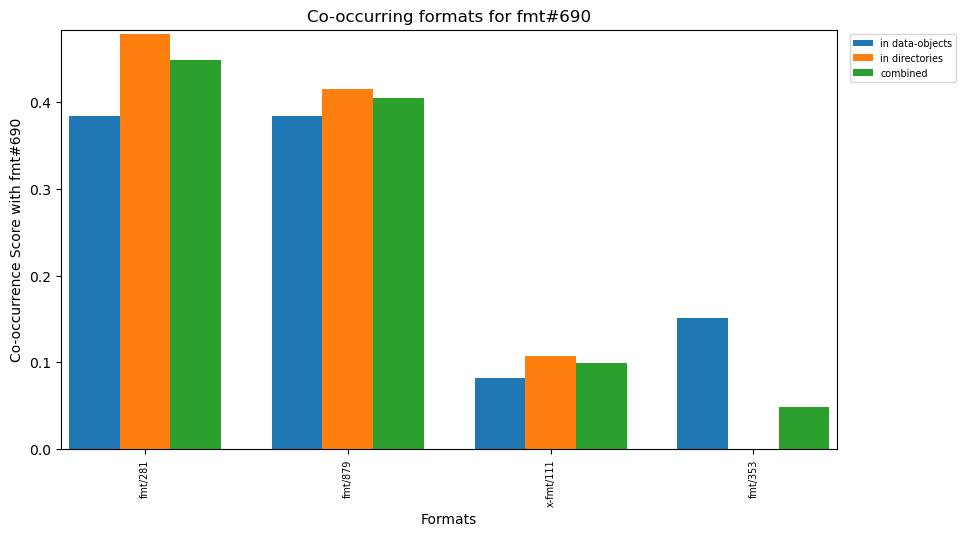 Co-occurring formats for fmt#690
in data-objects
in directories
combined
Co-occurrence Score with fmt#690
0.4
0.3
0.2
0.1
0.0
fmt/281
fmt/879
x-fmt/111
fmt/353
Formats